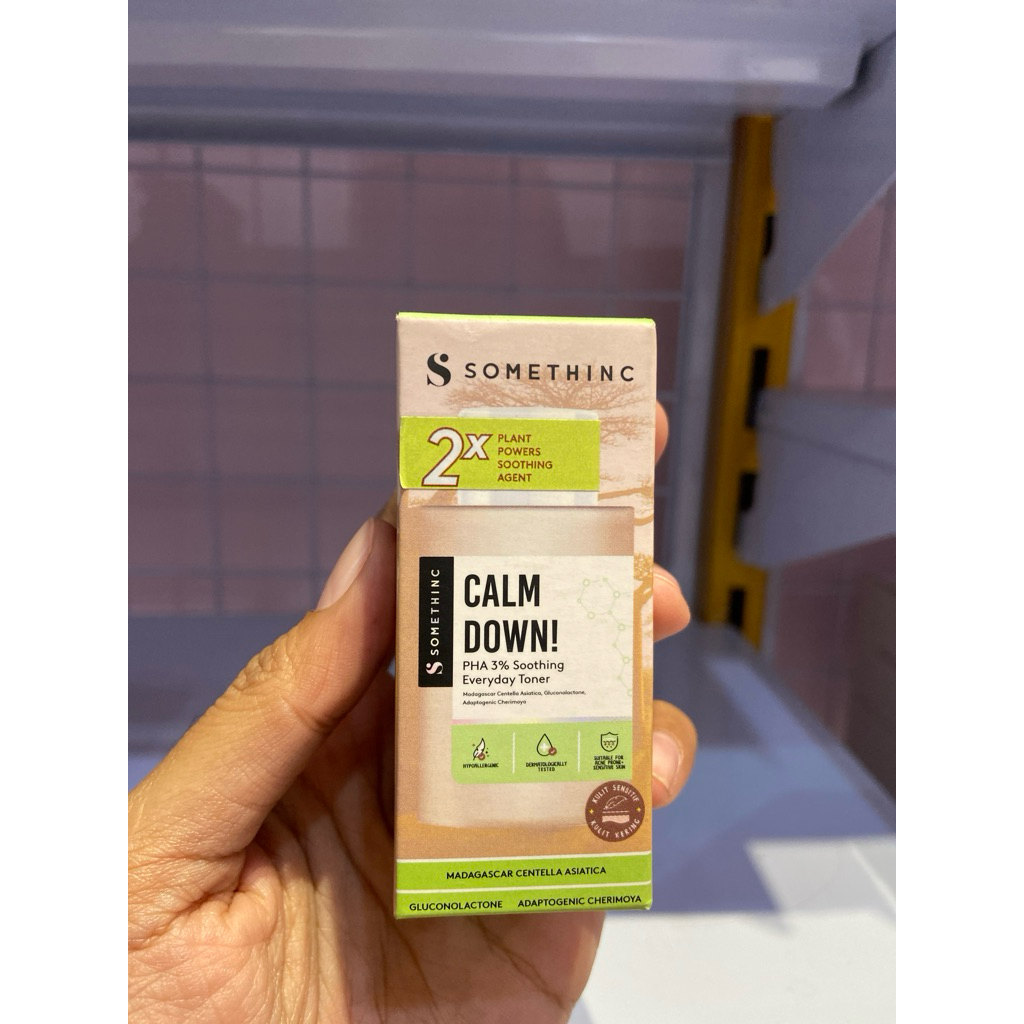 S SOMETHINC
2x PLANT
POWERS
SOOTHING
AGENT
S SOMETHINC
CALM
DOWN!
PHA 3% Soothing
Everyday Toner
Madagascar Centella Asiatica, Gluconolactone,
Adaptogenic Cherimoya
HYPOALLERGENIC
DERMATOLOGICALLY
TESTED
SUITABLE FOR
ACNE PRONE-
SENSITIVE SKIN
KULIT SENSITIF
KULIT KERING
MADAGASCAR CENTELLA ASIATICA
GLUCONOLACTONE ADAPTOGENIC CHERIMOYA